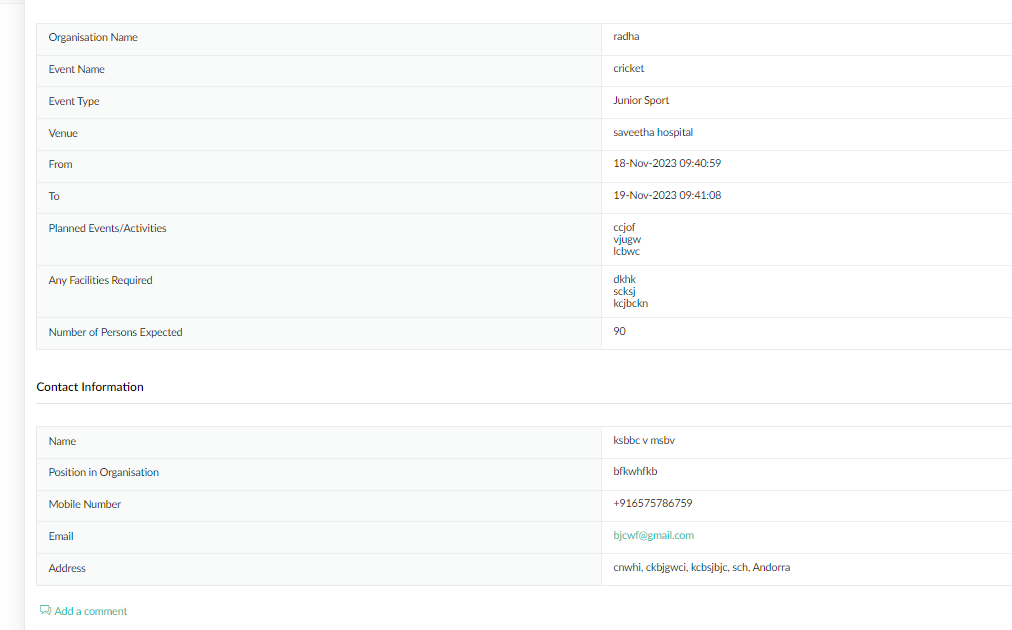 Organisation Name radha
Event Name cricket
Event Type Junior Sport
Venue saveetha hospital
From 18-Nov-2023 09:40:59
To 19-Nov-2023 09:41:08
Planned Events/Activities ccjof
vjugw
lcbwc
Any Facilities Required dkhk
scksj
kcjbckn
Number of Persons Expected 90
Contact Information
Name ksbbc v msbv
Position in Organisation bfkwhfkb
Mobile Number +916575786759
Email bjcwf@gmail.com
Address cnwhi, ckbjgwci, kcbsjbjc, sch, Andorra
Add a comment